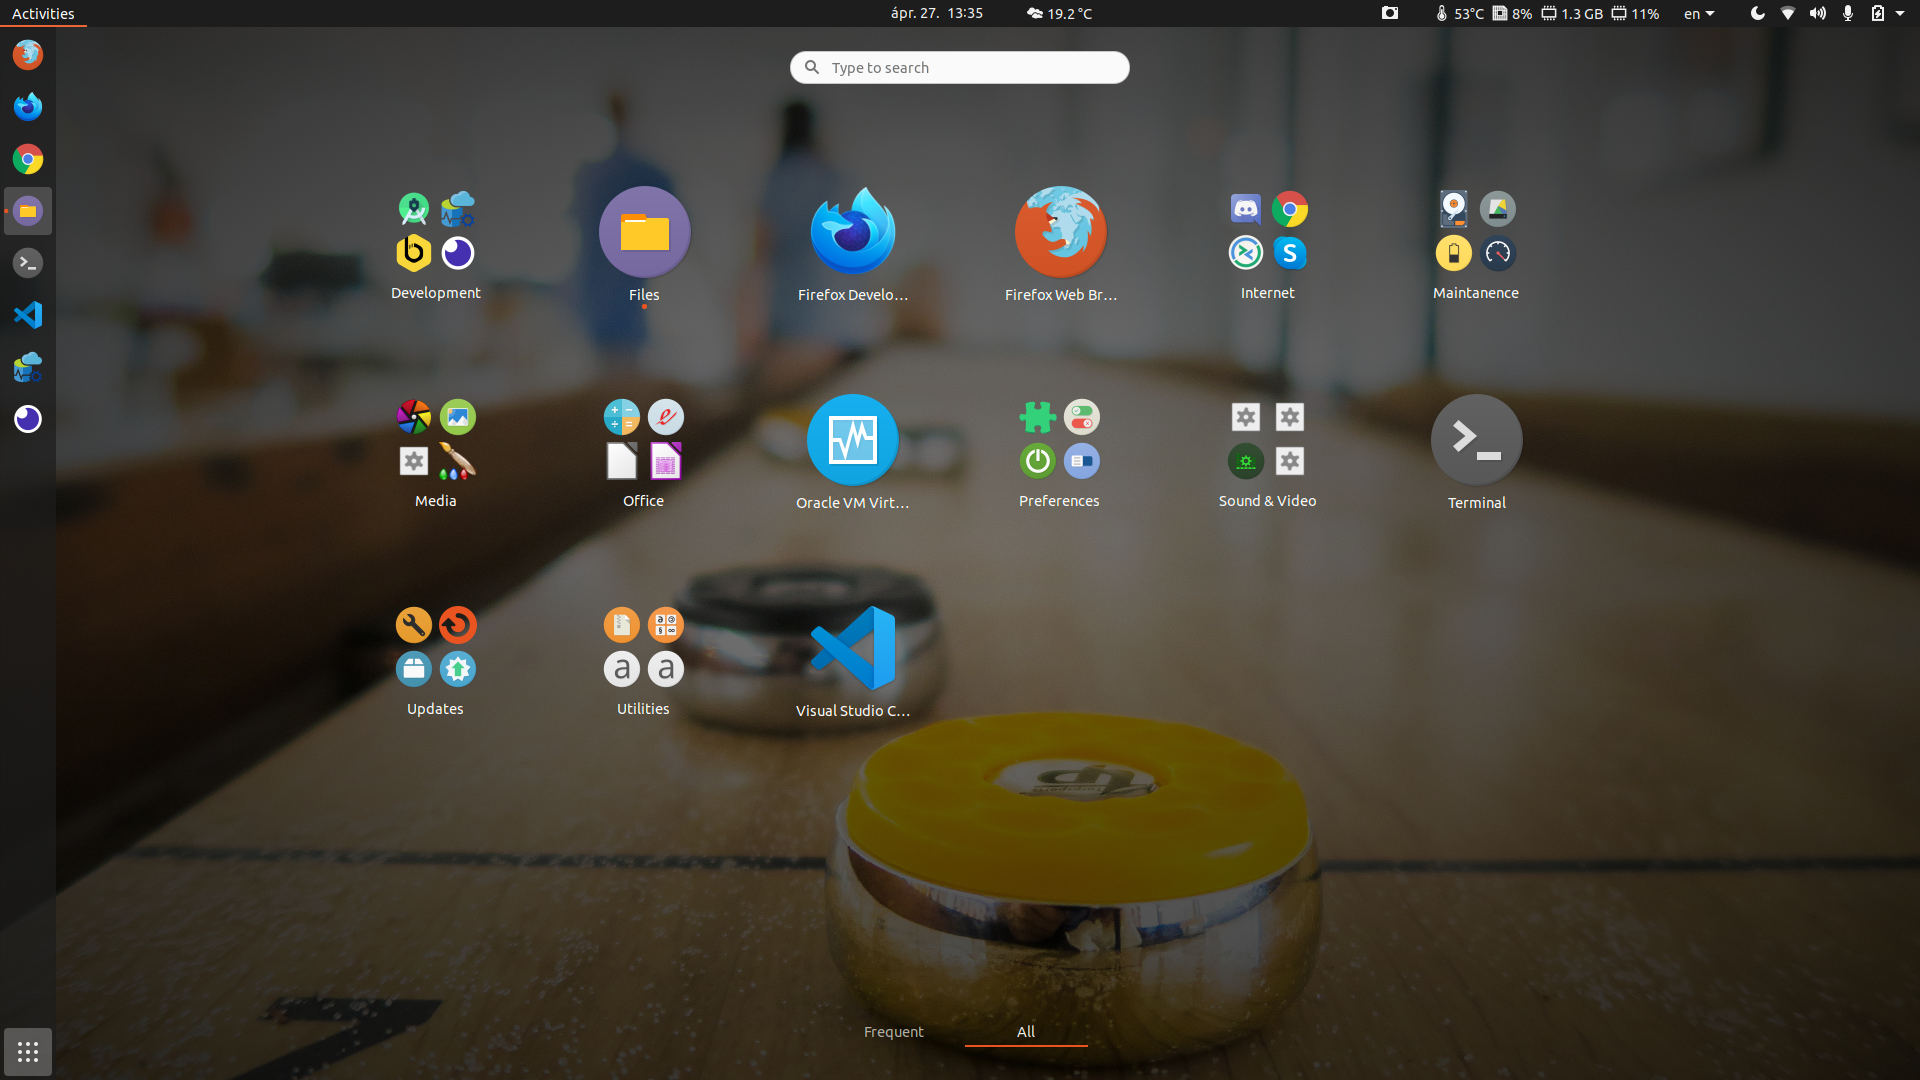 Activities
ápr. 27. 13:35
19.2 °C
53°C
8%
1.3 GB
11%
en
Type to search
Development
Files
Firefox Develo…
Firefox Web Br…
Internet
Maintanence
Media
Office
Oracle VM Virt…
Preferences
Sound & Video
Terminal
Updates
Utilities
Visual Studio C…
Frequent
All